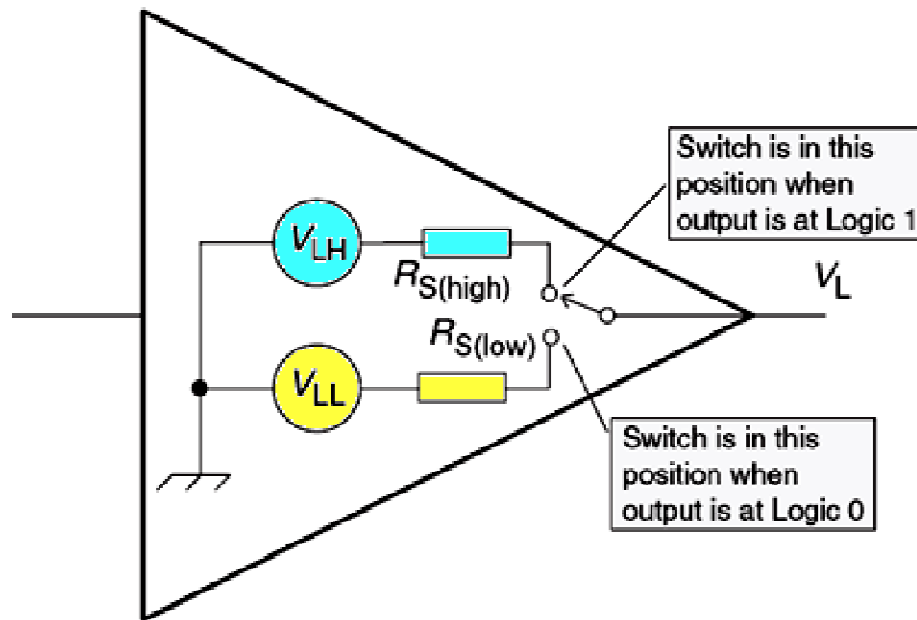 Switch is in this
position when
output is at Logic 1
VLH
RS(high)
VL
RS(low)
VLL
Switch is in this
position when
output is at Logic 0